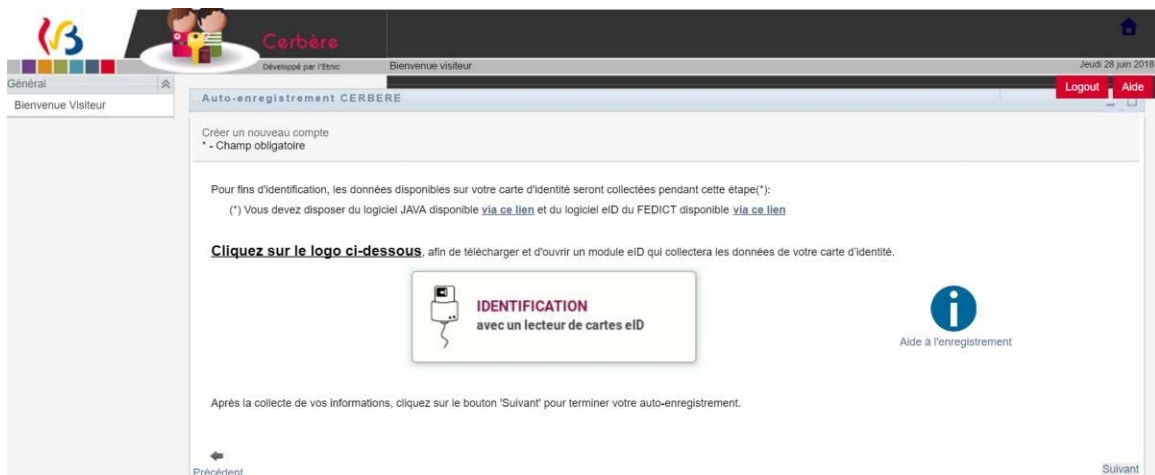 Cerbère
Développé par l'Etnic
Bienvenue visiteur
Jeudi 28 juin 2018
Général
Bienvenue Visiteur
Logout
Aide
Auto-enregistrement CERBERE
Créer un nouveau compte
* - Champ obligatoire
Pour fins d'identification, les données disponibles sur votre carte d'identité seront collectées pendant cette étape(*):
(*) Vous devez disposer du logiciel JAVA disponible via ce lien et du logiciel eID du FEDICT disponible via ce lien
Cliquez sur le logo ci-dessous, afin de télécharger et d'ouvrir un module eID qui collectera les données de votre carte d'identité.
IDENTIFICATION
avec un lecteur de cartes eID
Aide à l'enregistrement
Après la collecte de vos informations, cliquez sur le bouton 'Suivant' pour terminer votre auto-enregistrement.
Précédent
Suivant